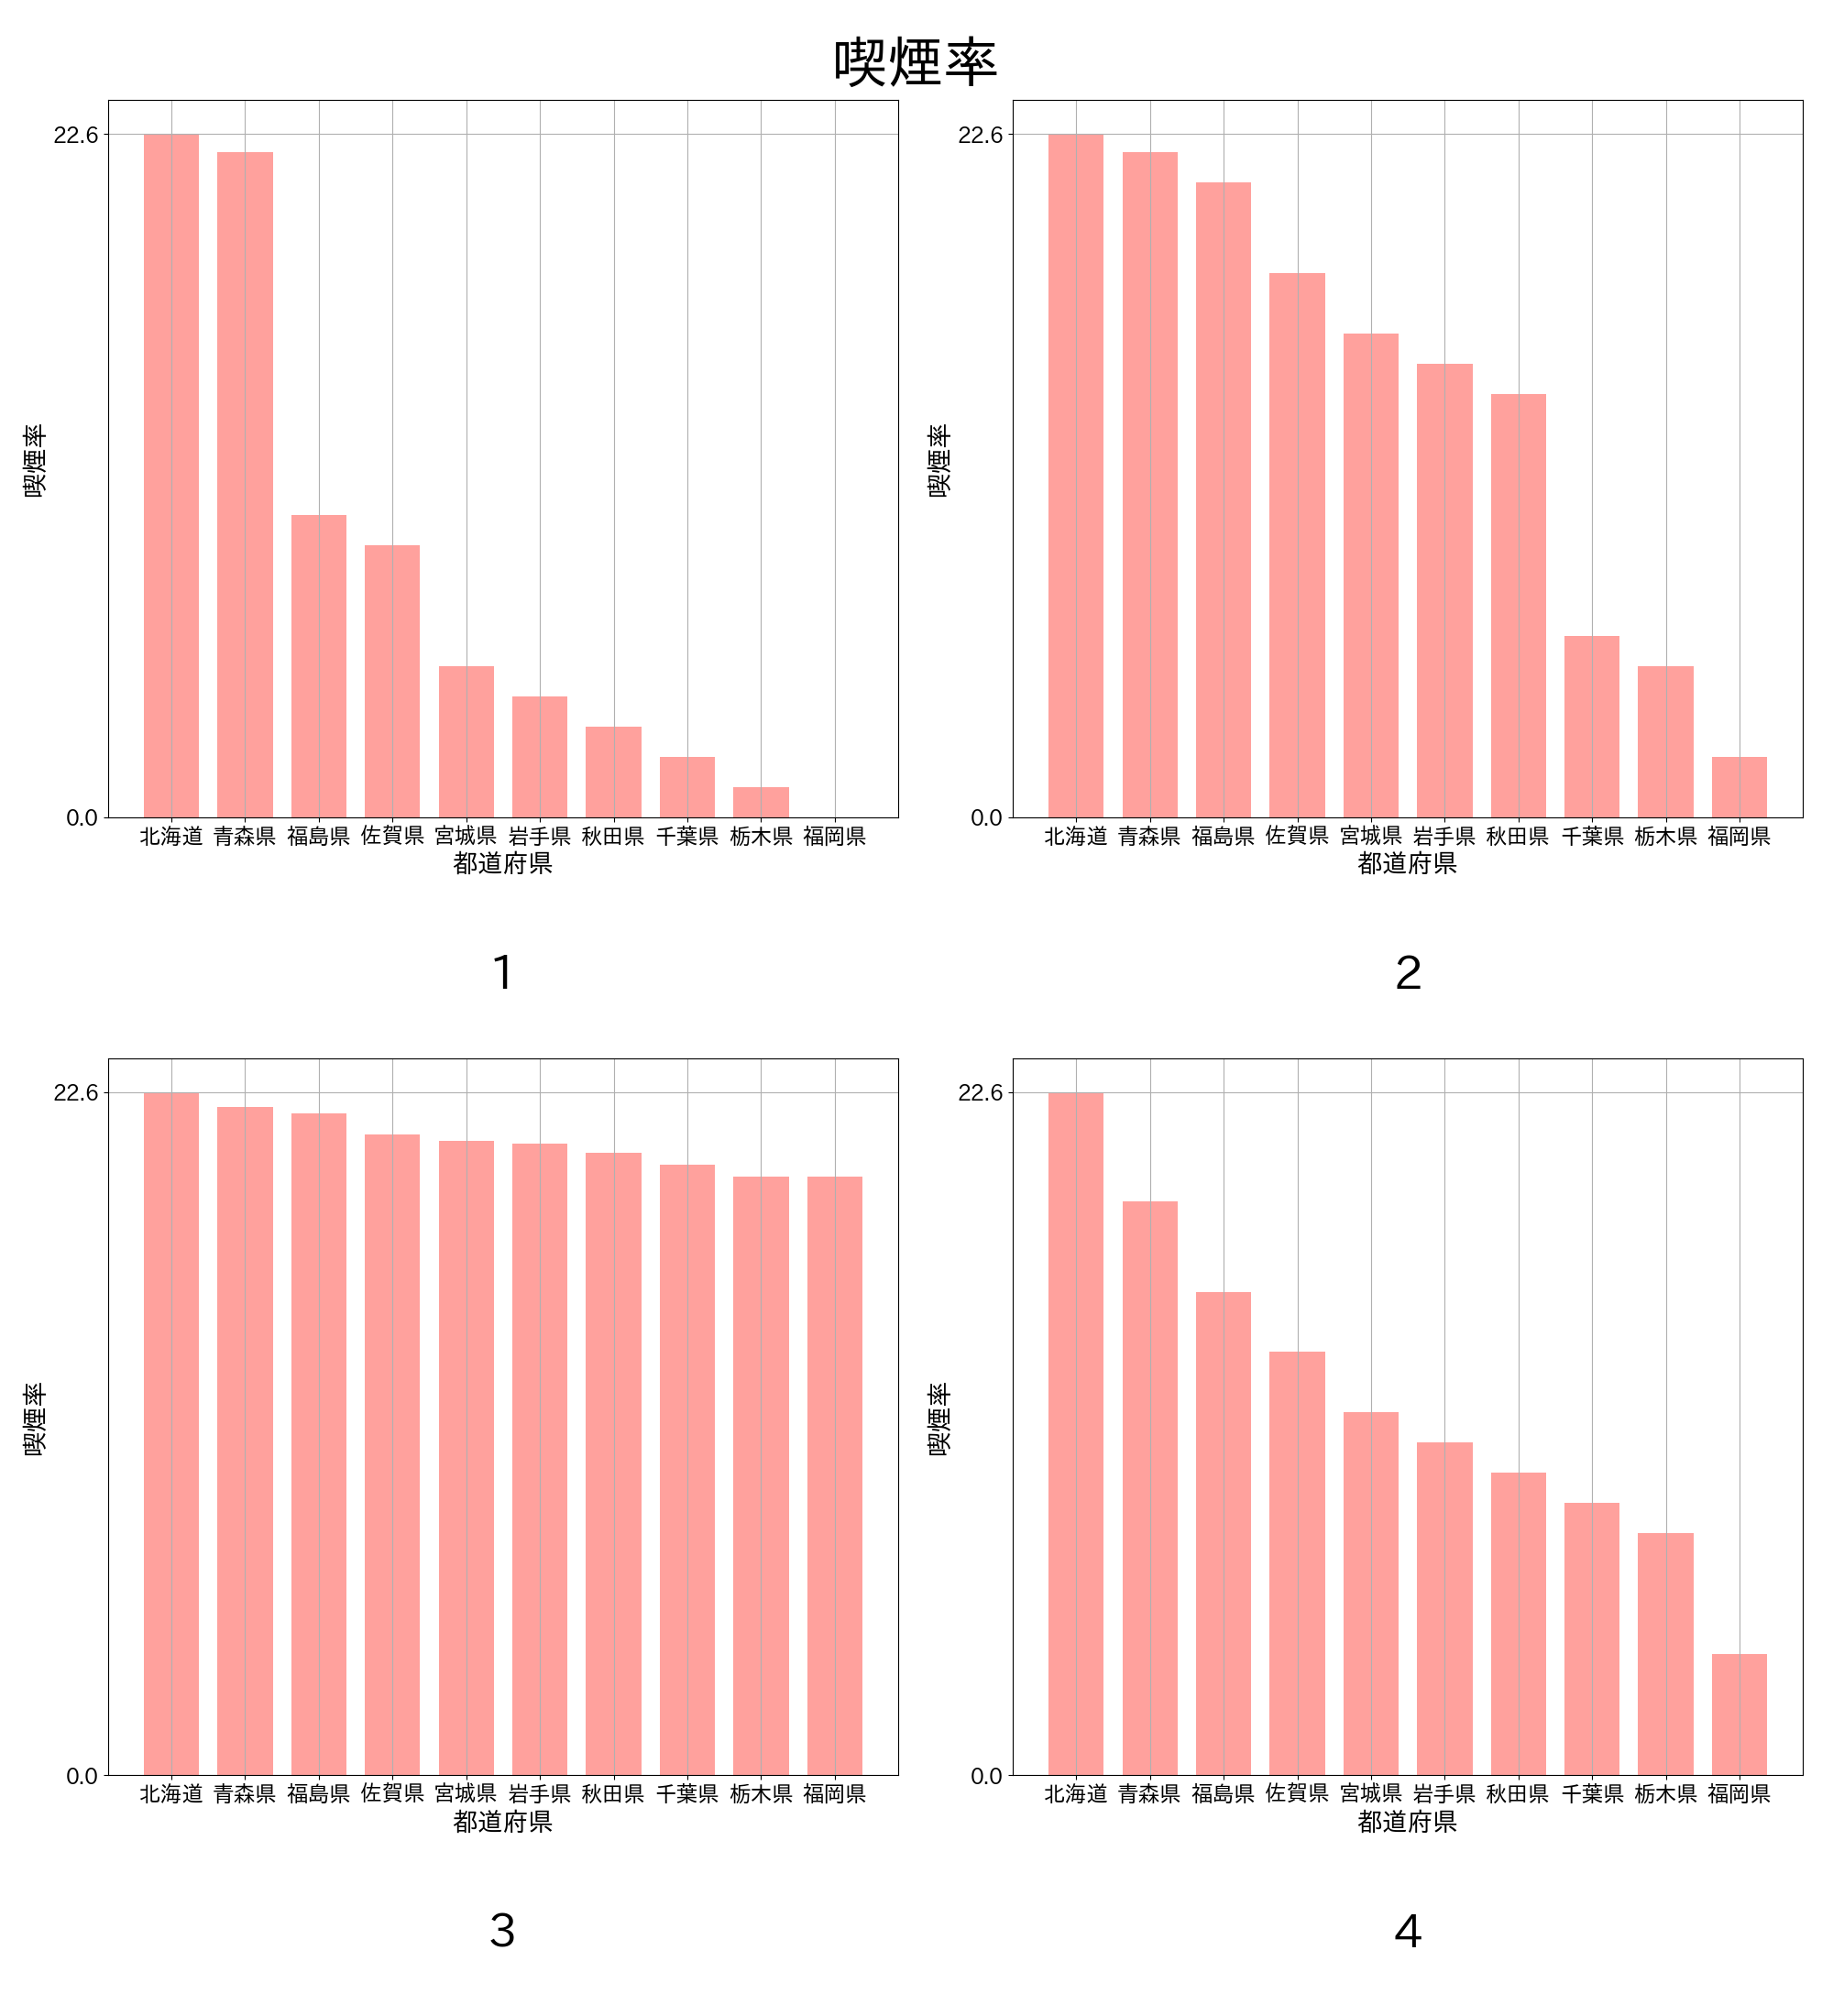 喫煙率
22.6
喫煙率
0.0
北海道 青森県 福島県 佐賀県 宮城県 岩手県 秋田県 千葉県 栃木県 福岡県
都道府県
1
22.6
喫煙率
0.0
北海道 青森県 福島県 佐賀県 宮城県 岩手県 秋田県 千葉県 栃木県 福岡県
都道府県
2
22.6
喫煙率
0.0
北海道 青森県 福島県 佐賀県 宮城県 岩手県 秋田県 千葉県 栃木県 福岡県
都道府県
3
22.6
喫煙率
0.0
北海道 青森県 福島県 佐賀県 宮城県 岩手県 秋田県 千葉県 栃木県 福岡県
都道府県
4